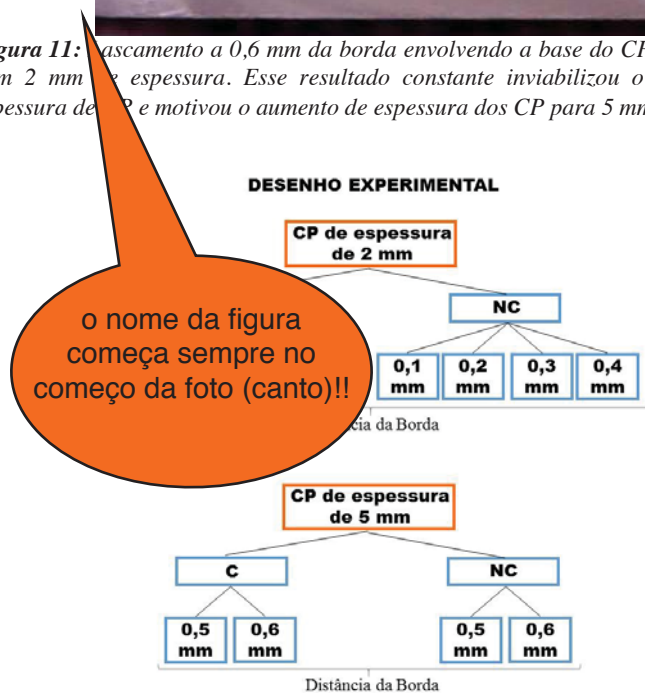 gura 11: ascamento a 0,6 mm da borda envolvendo a base do CP
m 2 mm e espessura. Esse resultado constante inviabilizou o
pessura de P e motivou o aumento de espessura dos CP para 5 mm
DESENHO EXPERIMENTAL
CP de espessura
de 2 mm
NC
0,1 mm 0,2 mm 0,3 mm 0,4 mm
cia da Borda
o nome da figura
começa sempre no
começo da foto (canto)!!
CP de espessura
de 5 mm
C NC
0,5 mm 0,6 mm 0,5 mm 0,6 mm
Distância da Borda